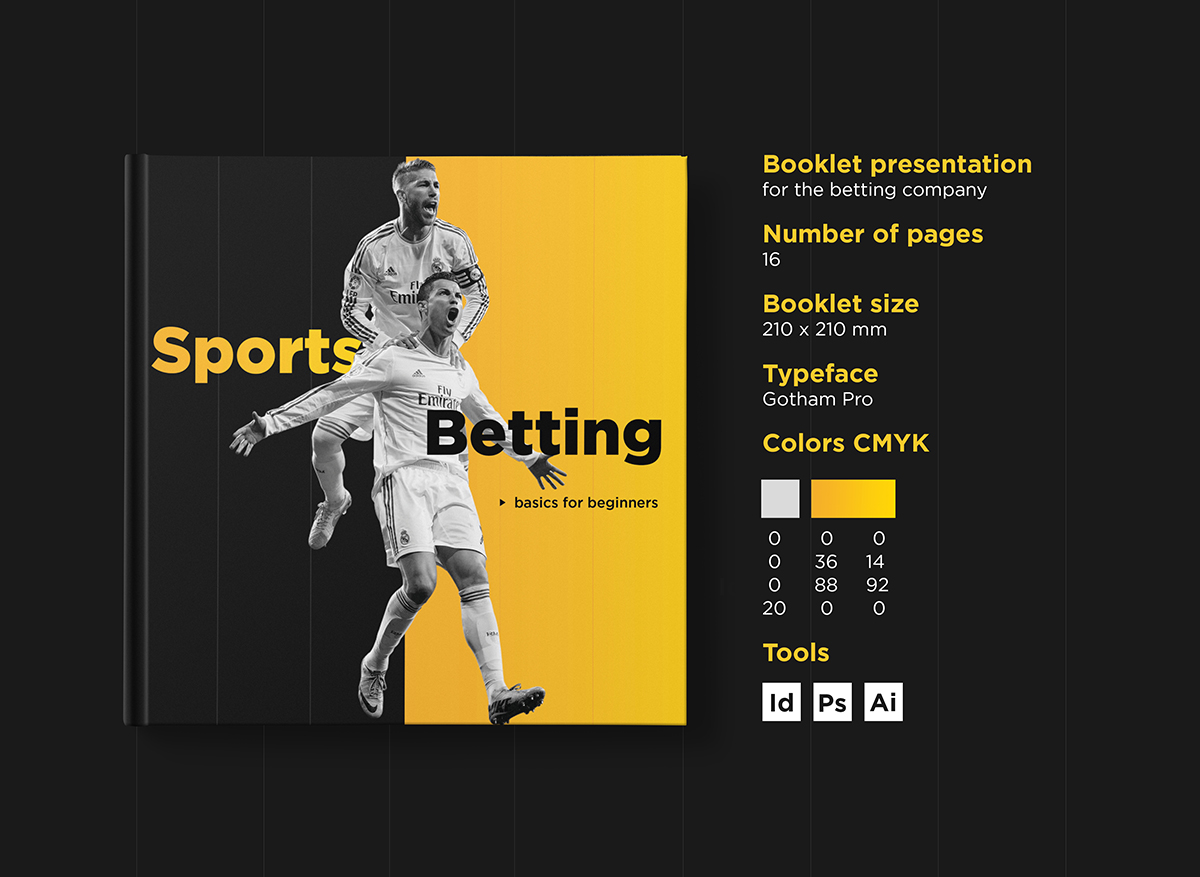 Sports
Betting
basics for beginners
Fly
Emirates
Booklet presentation
for the betting company
Number of pages
16
Booklet size
210 x 210 mm
Typeface
Gotham Pro
Colors CMYK
0 0 0
0 36 14
0 88 92
20 0 0
Tools
Id Ps Ai